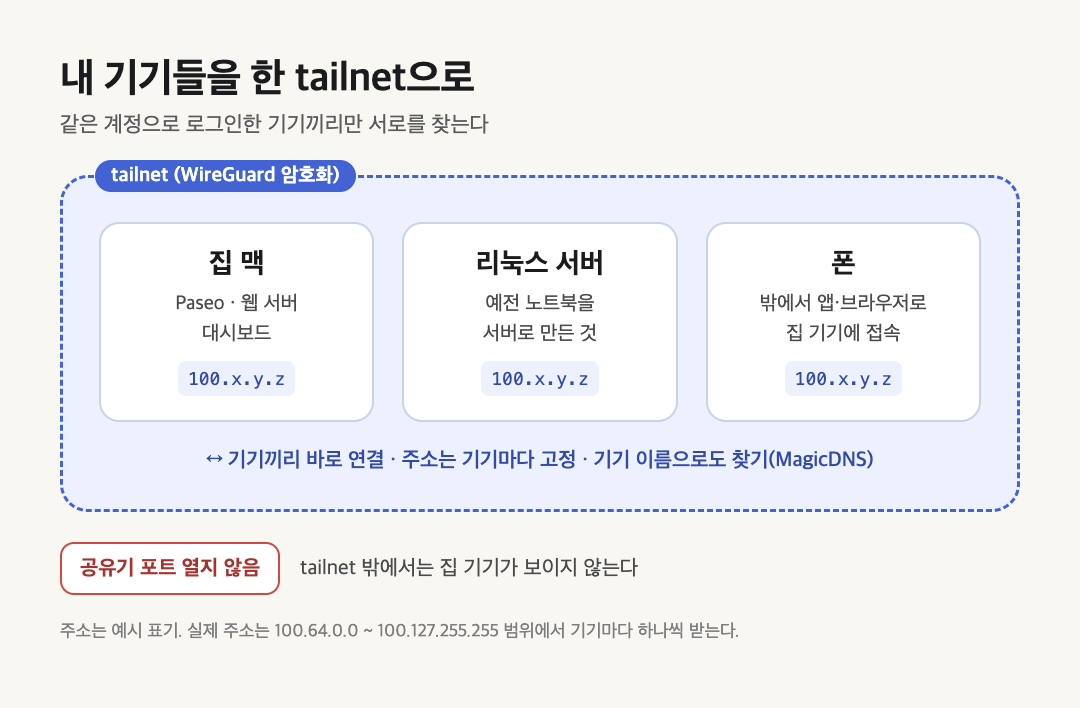 내 기기들을 한 tailnet으로
같은 계정으로 로그인한 기기끼리만 서로를 찾는다
tailnet (WireGuard 암호화)
집 맥
Paseo · 웹 서버
대시보드
100.x.y.z
리눅스 서버
예전 노트북을
서버로 만든 것
100.x.y.z
폰
밖에서 앱·브라우저로
집 기기에 접속
100.x.y.z
↔ 기기끼리 바로 연결 · 주소는 기기마다 고정 · 기기 이름으로도 찾기(MagicDNS)
공유기 포트 열지 않음
tailnet 밖에서는 집 기기가 보이지 않는다
주소는 예시 표기. 실제 주소는 100.64.0.0 ~ 100.127.255.255 범위에서 기기마다 하나씩 받는다.